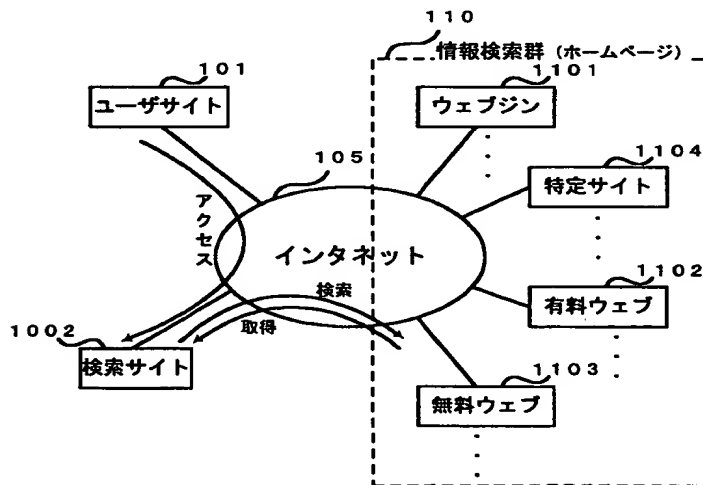 110
情報検索群（ホームページ）
101
ユーザサイト
1101
ウェブジン
1104
特定サイト
105
アクセス
インタネット
検索
取得
1102
有料ウェブ
1002
検索サイト
1103
無料ウェブ